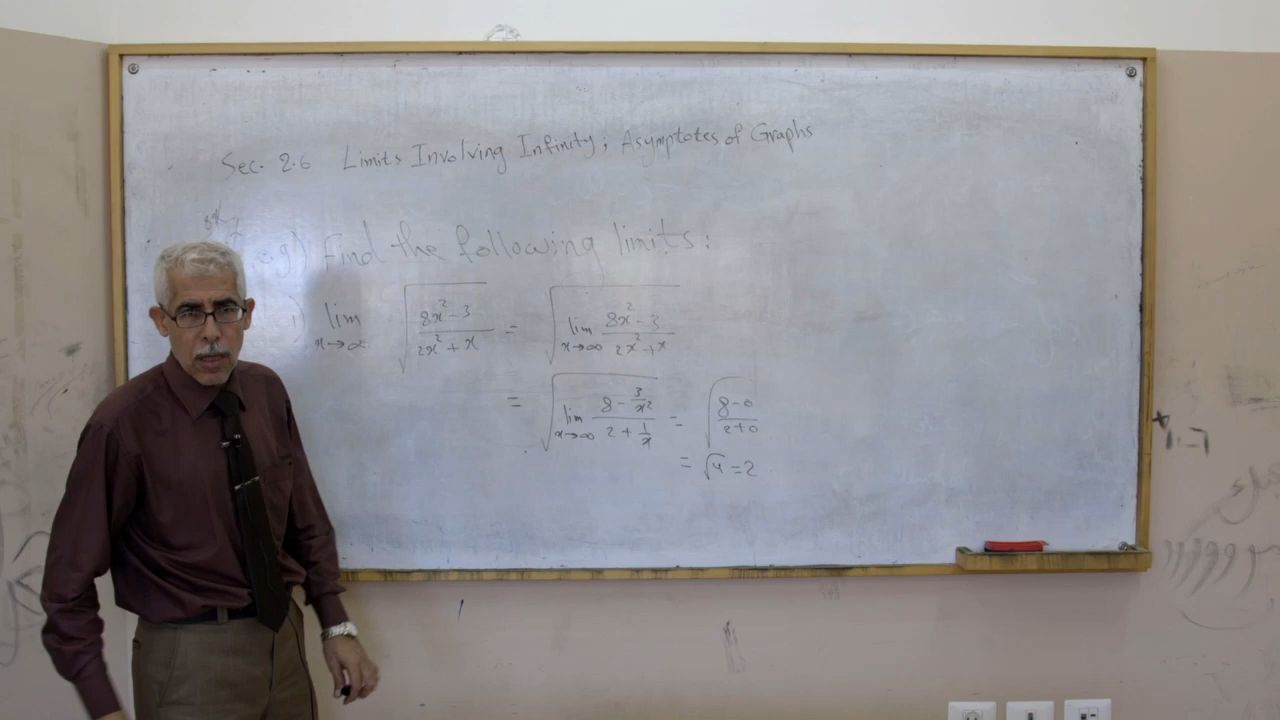 Sec. 2.6 Limits Involving Infinity; Asymptotes of Graphs
e.g) Find the following limits:
1) lim x→∞ √((8x²-3)/(2x²+x)) = √(lim x→∞ (8x²-3)/(2x²+x))
= √(lim x→∞ (8-3/x²)/(2+1/x)) = √((8-0)/(2+0))
= √4 = 2